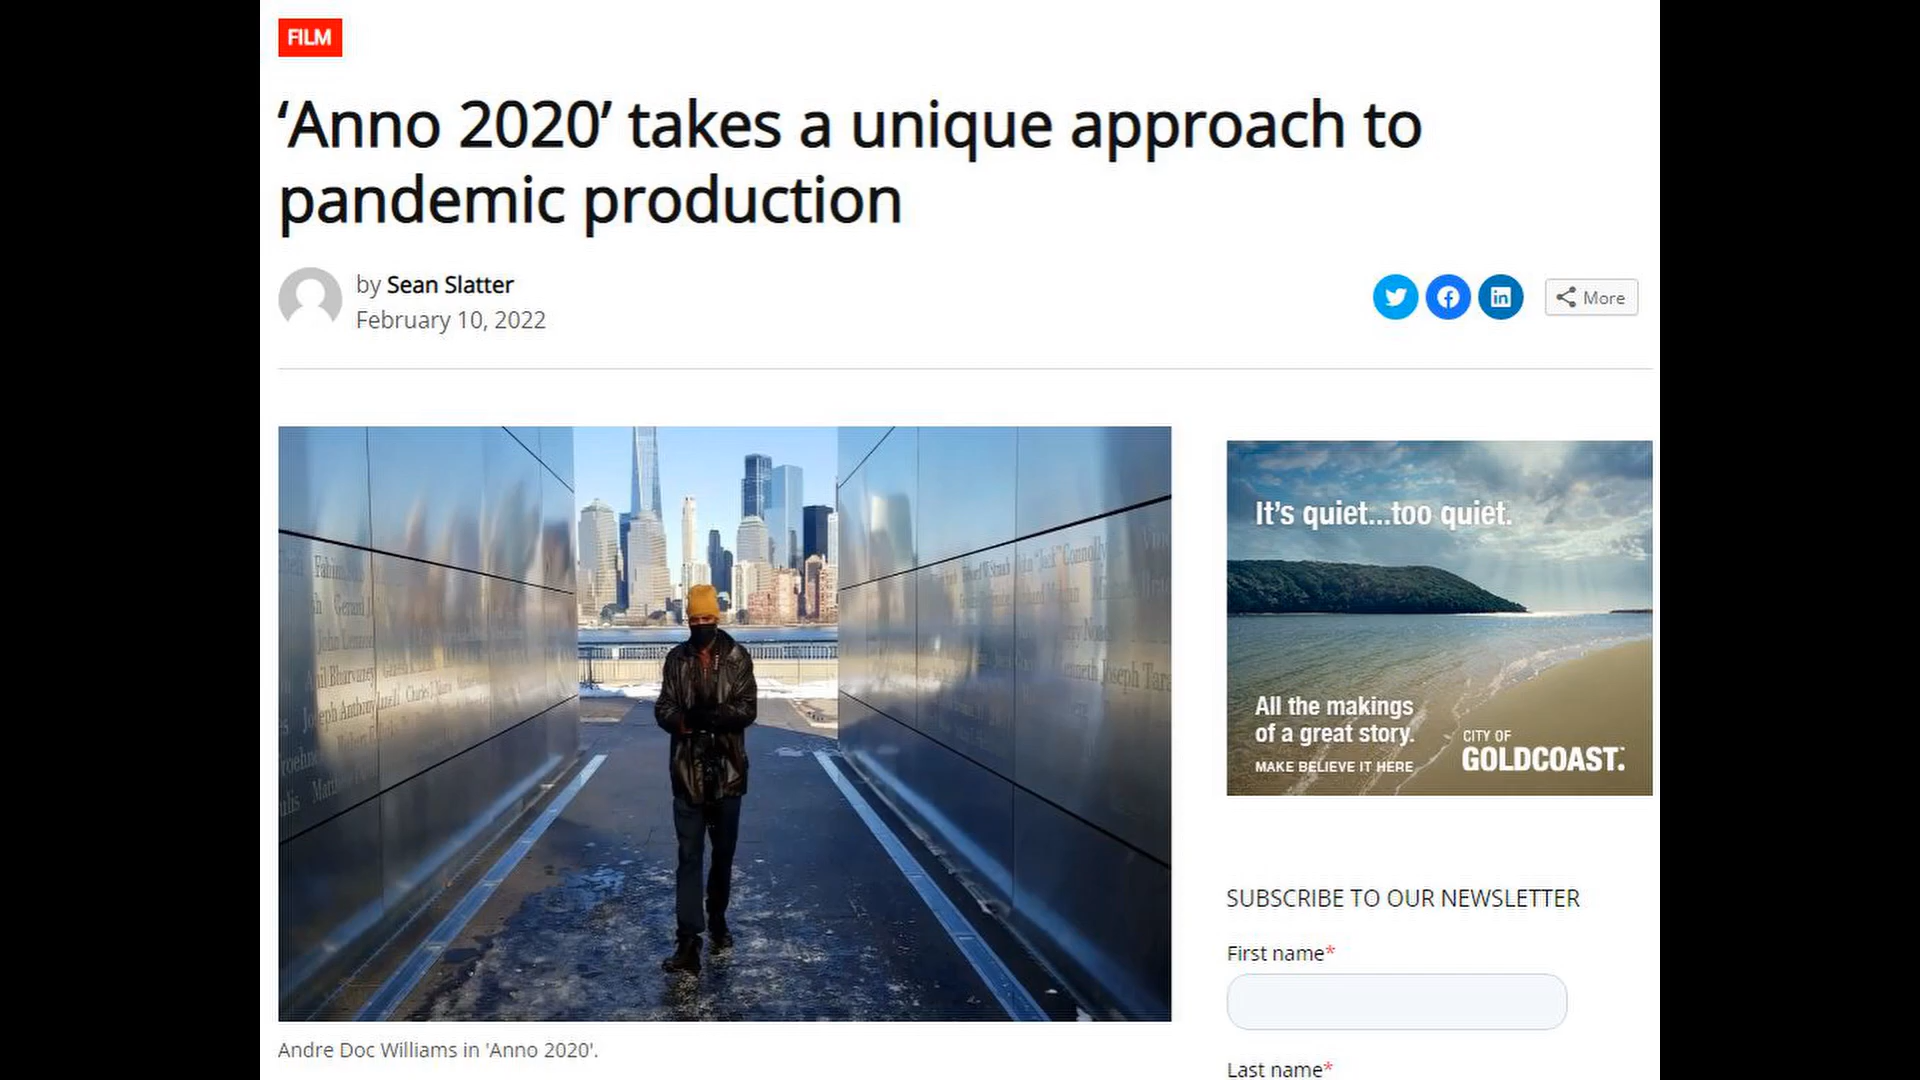 FILM
‘Anno 2020’ takes a unique approach to
pandemic production
by Sean Slatter
February 10, 2022
More
It's quiet...too quiet.
All the makings
of a great story.
MAKE BELIEVE IT HERE
CITY OF
GOLDCOAST.
Andre Doc Williams in 'Anno 2020'.
SUBSCRIBE TO OUR NEWSLETTER
First name*
Last name*